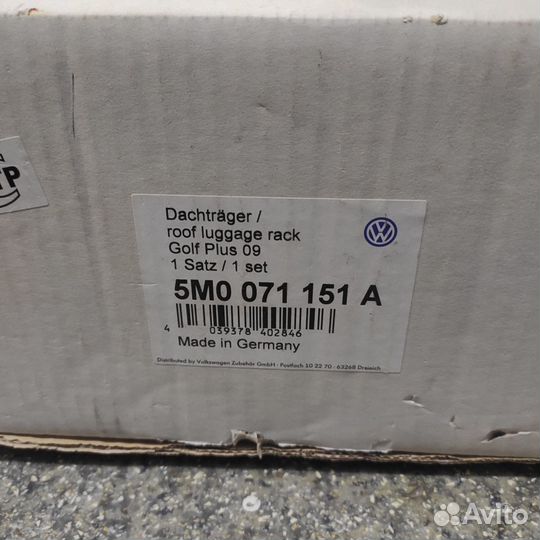 TP
Dachträger /
roof luggage rack
Golf Plus 09
1 Satz / 1 set
5M0 071 151 A
4 039378 402846
Made in Germany
Distributed by Volkswagen Zubehör GmbH · Postfach 10 22 70 · 63268 Dreieich
Avito